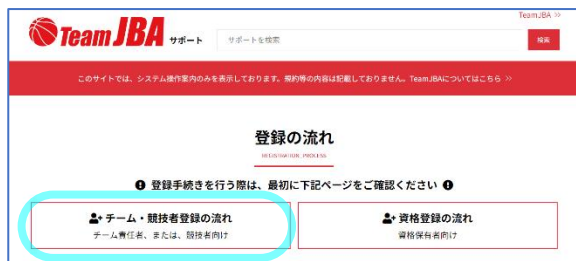 TeamJBA >>
Team JBA サポート
サポートを検索
検索
このサイトでは、システム操作案内のみを表示しております。規約等の内容は記載しておりません。TeamJBAについてはこちら >>
登録の流れ
REGISTRATION PROCESS
登録手続きを行う際は、最初に下記ページをご確認ください
チーム・競技者登録の流れ
チーム責任者、または、競技者向け
資格登録の流れ
資格保有者向け